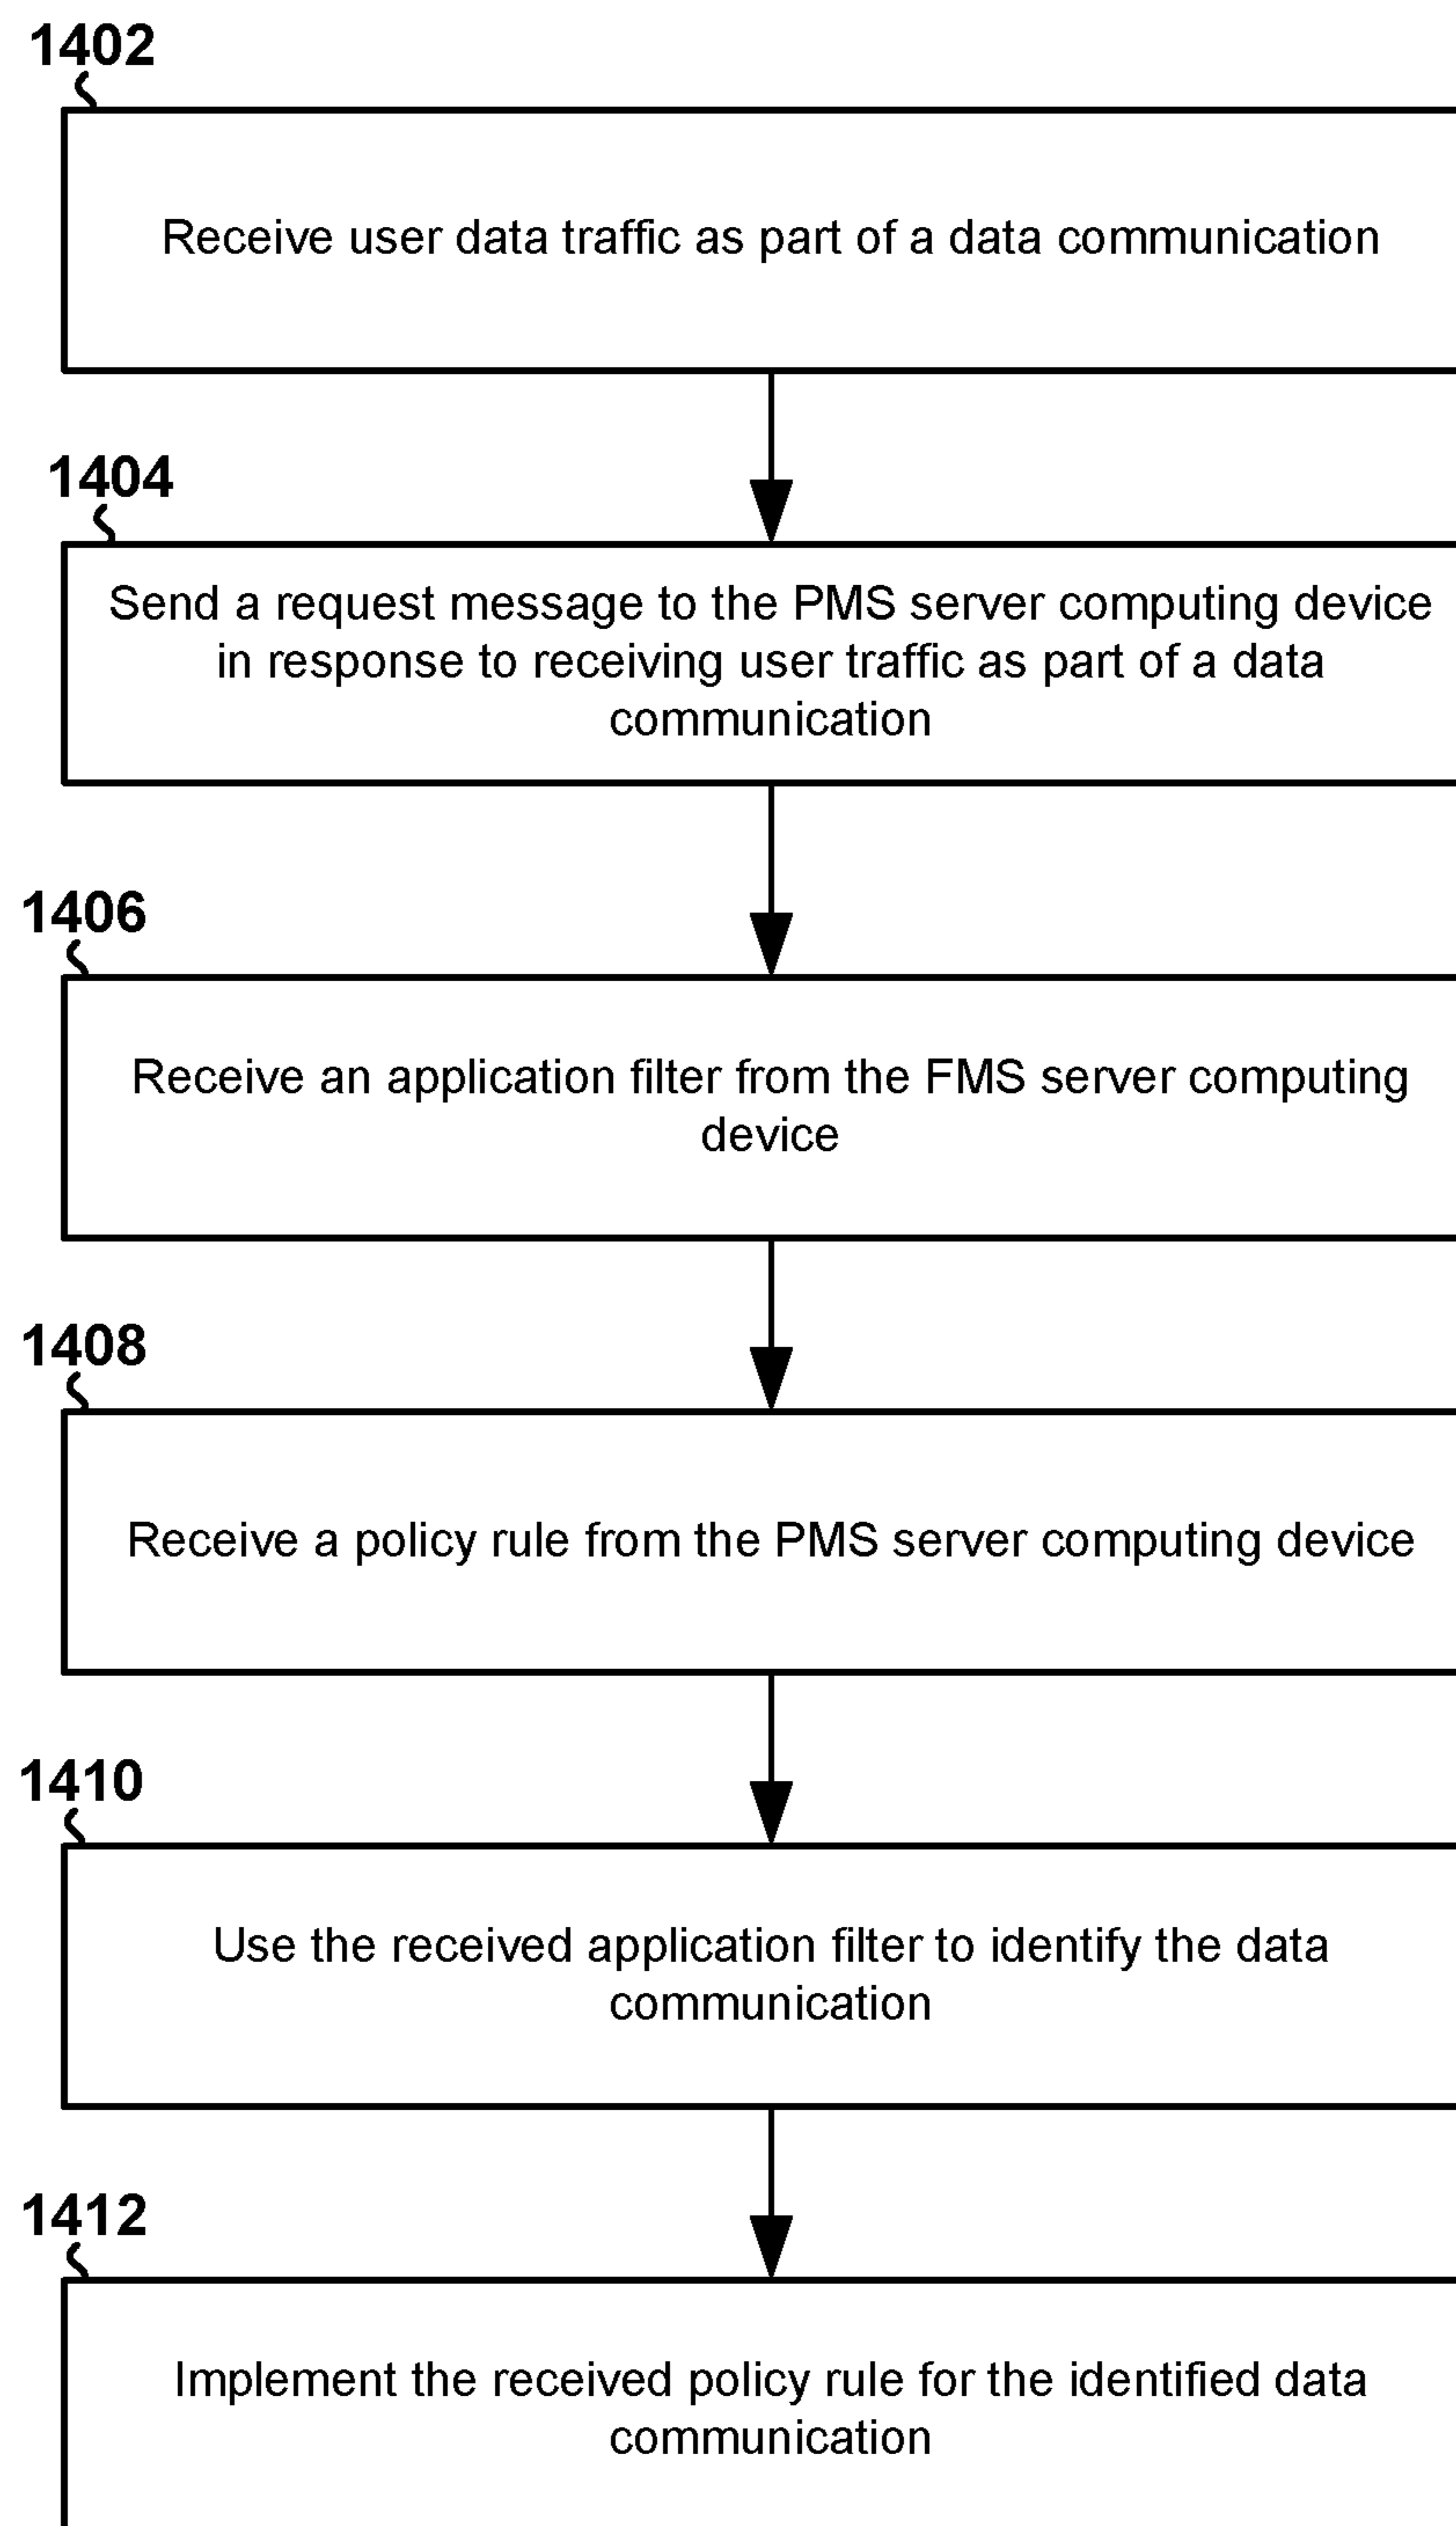 1402
Receive user data traffic as part of a data communication
1404
Send a request message to the PMS server computing device
in response to receiving user traffic as part of a data
communication
1406
Receive an application filter from the FMS server computing
device
1408
Receive a policy rule from the PMS server computing device
1410
Use the received application filter to identify the data
communication
1412
Implement the received policy rule for the identified data
communication